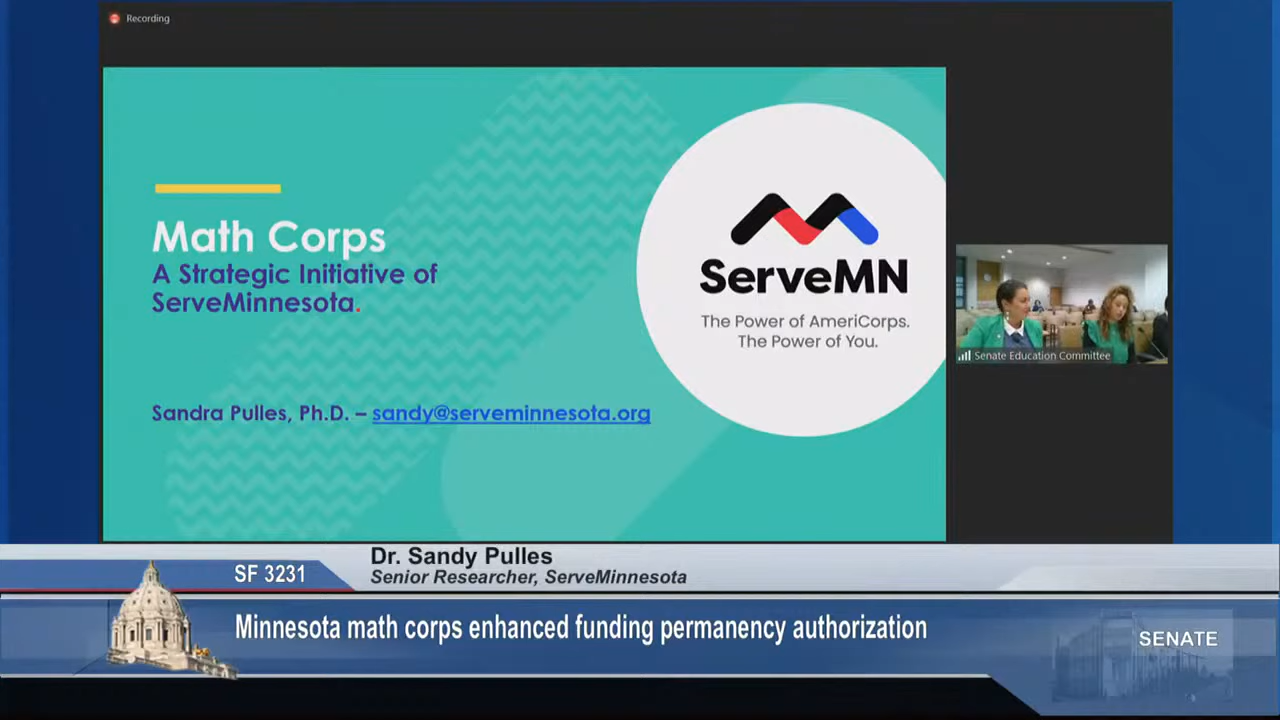 Recording
Math Corps
A Strategic Initiative of
ServeMinnesota.
Sandra Pulles, Ph.D. – sandy@serveminnesota.org
ServeMN
The Power of AmeriCorps.
The Power of You.
Senate Education Committee
Dr. Sandy Pulles
Senior Researcher, ServeMinnesota
SF 3231
Minnesota math corps enhanced funding permanency authorization
SENATE